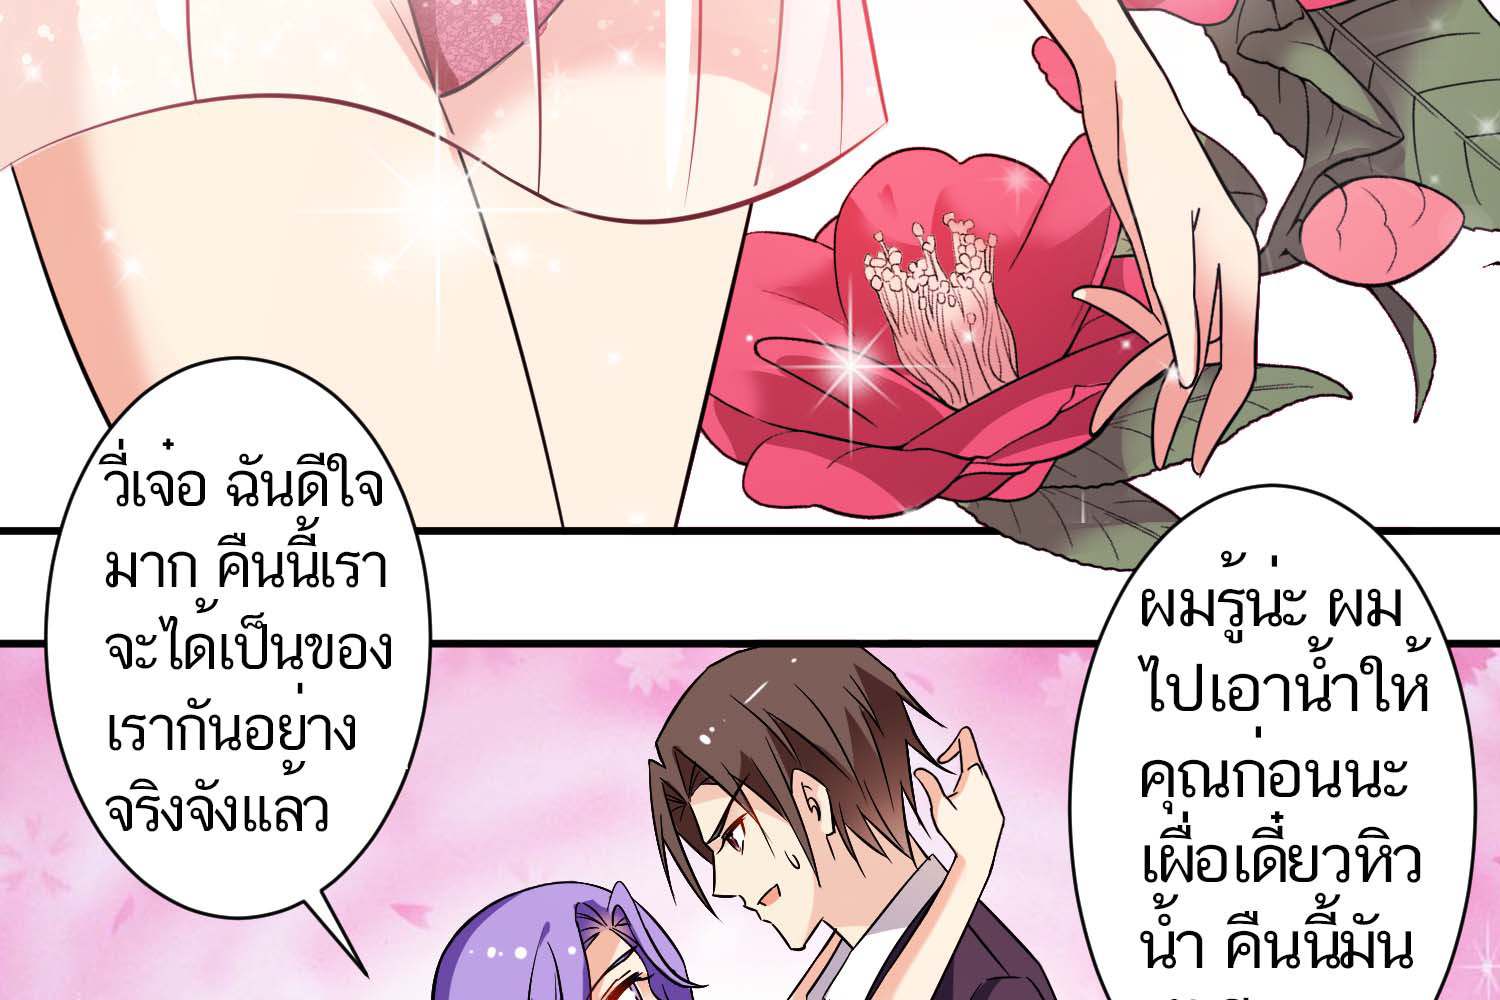 วี่เจ๋อ ฉันดีใจ
มาก คืนนี้เรา
จะได้เป็นของ
เรากันอย่าง
จริงจังแล้ว
ผมรู้น่ะ ผม
ไปเอาน้ำให้
คุณก่อนนะ
เผื่อเดี๋ยวหิว
น้ำ คืนนี้มัน